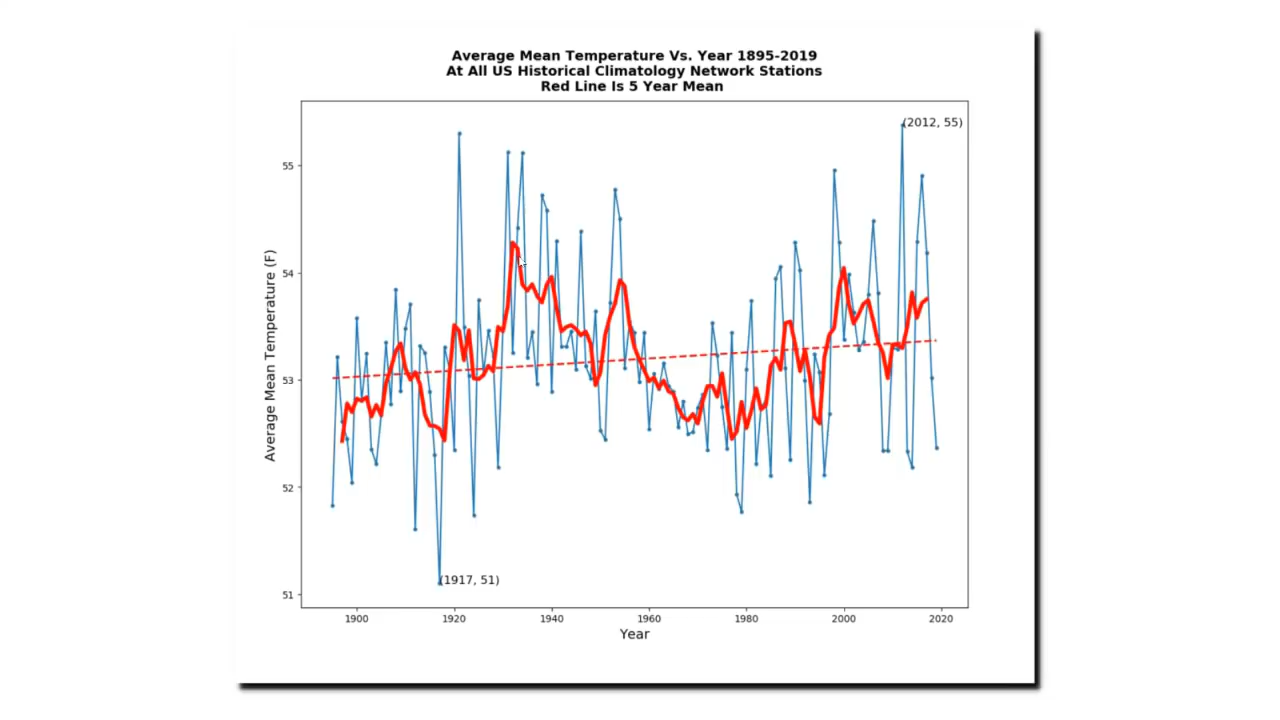 Average Mean Temperature Vs. Year 1895-2019
At All US Historical Climatology Network Stations
Red Line Is 5 Year Mean
(2012, 55)
55
54
53
52
51
Average Mean Temperature (F)
(1917, 51)
1900 1920 1940 1960 1980 2000 2020
Year